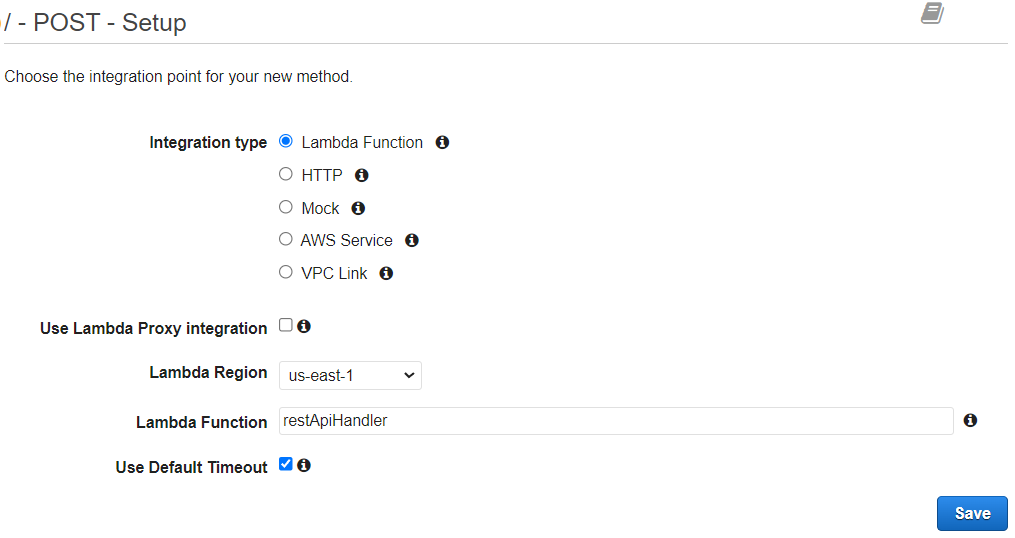 / - POST - Setup
Choose the integration point for your new method.
Integration type Lambda Function
HTTP
Mock
AWS Service
VPC Link
Use Lambda Proxy integration
Lambda Region us-east-1
Lambda Function restApiHandler
Use Default Timeout
Save